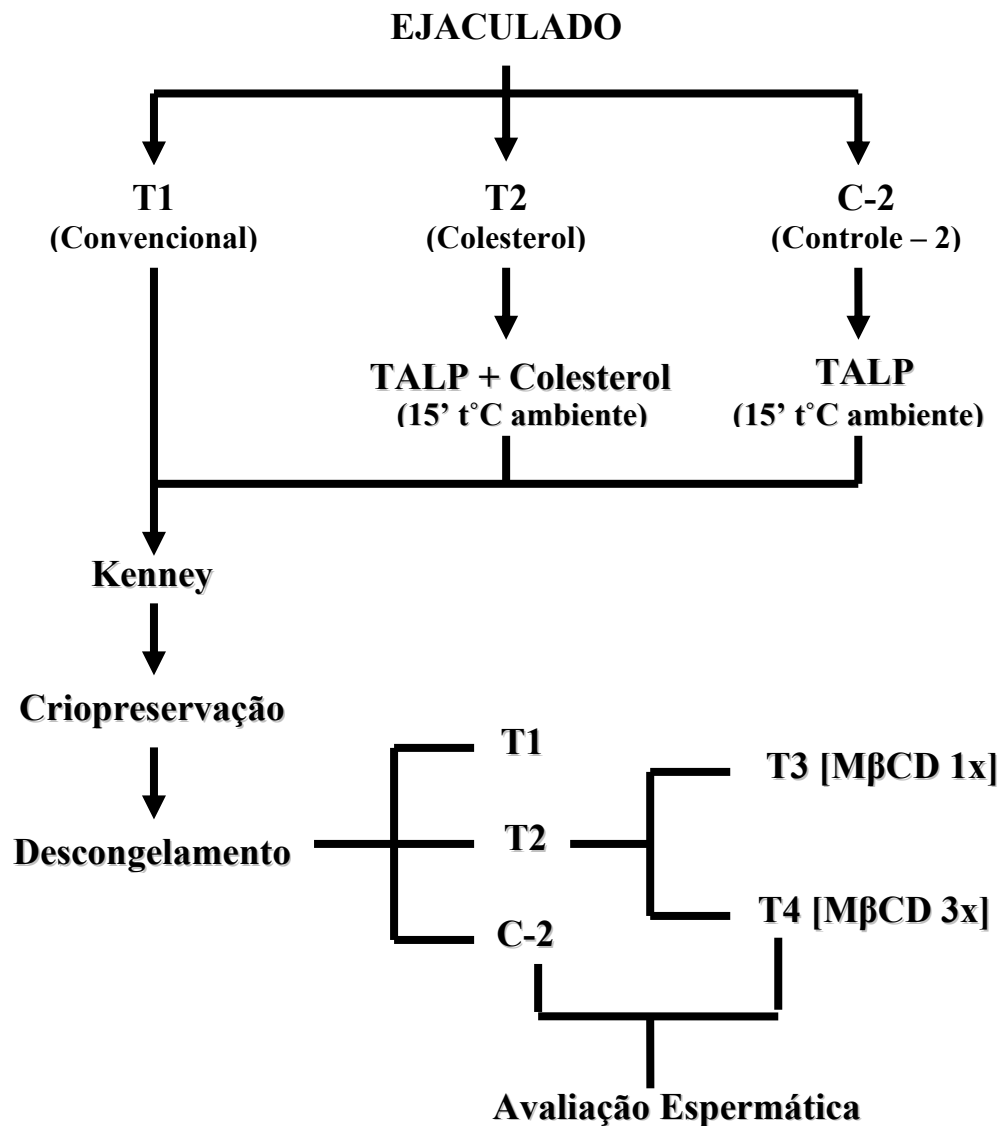 EJACULADO
T1
(Convencional)
T2
(Colesterol)
C-2
(Controle – 2)
TALP + Colesterol
(15’ t°C ambiente)
TALP
(15’ t°C ambiente)
Kenney
Criopreservação
Descongelamento
T1
T2
C-2
T3 [MβCD 1x]
T4 [MβCD 3x]
Avaliação Espermática